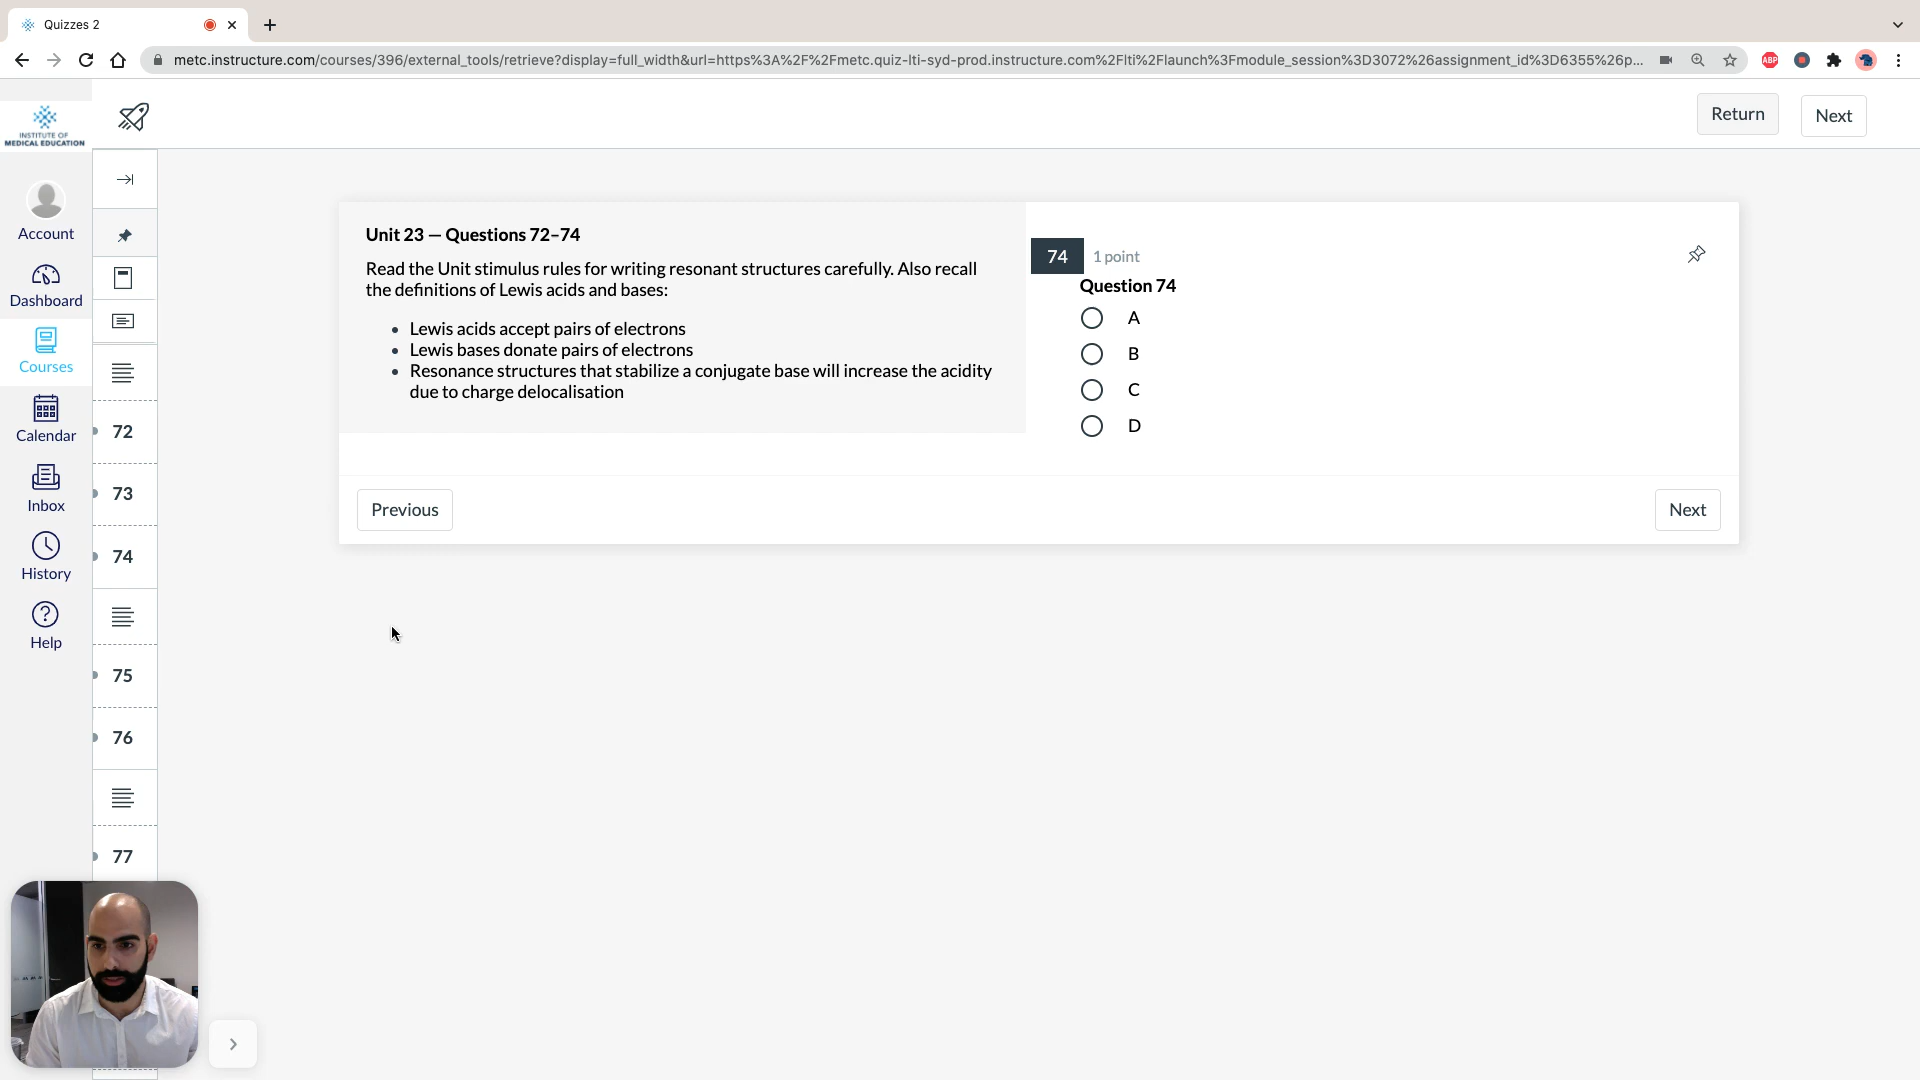 Quizzes 2
metc.instructure.com/courses/396/external_tools/retrieve?display=full_width&url=https%3A%2F%2Fmetc.quiz-lti-syd-prod.instructure.com%2Flti%2Flaunch%3Fmodule_session%3D3072%26assignment_id%3D6355%26p...
ABP
INSTITUTE OF
MEDICAL EDUCATION
Return
Next
Account
Dashboard
Courses
Calendar
Inbox
History
Help
72
73
74
75
76
77
Unit 23 — Questions 72–74
Read the Unit stimulus rules for writing resonant structures carefully. Also recall
the definitions of Lewis acids and bases:
• Lewis acids accept pairs of electrons
• Lewis bases donate pairs of electrons
• Resonance structures that stabilize a conjugate base will increase the acidity
due to charge delocalisation
74
1 point
Question 74
A
B
C
D
Previous
Next